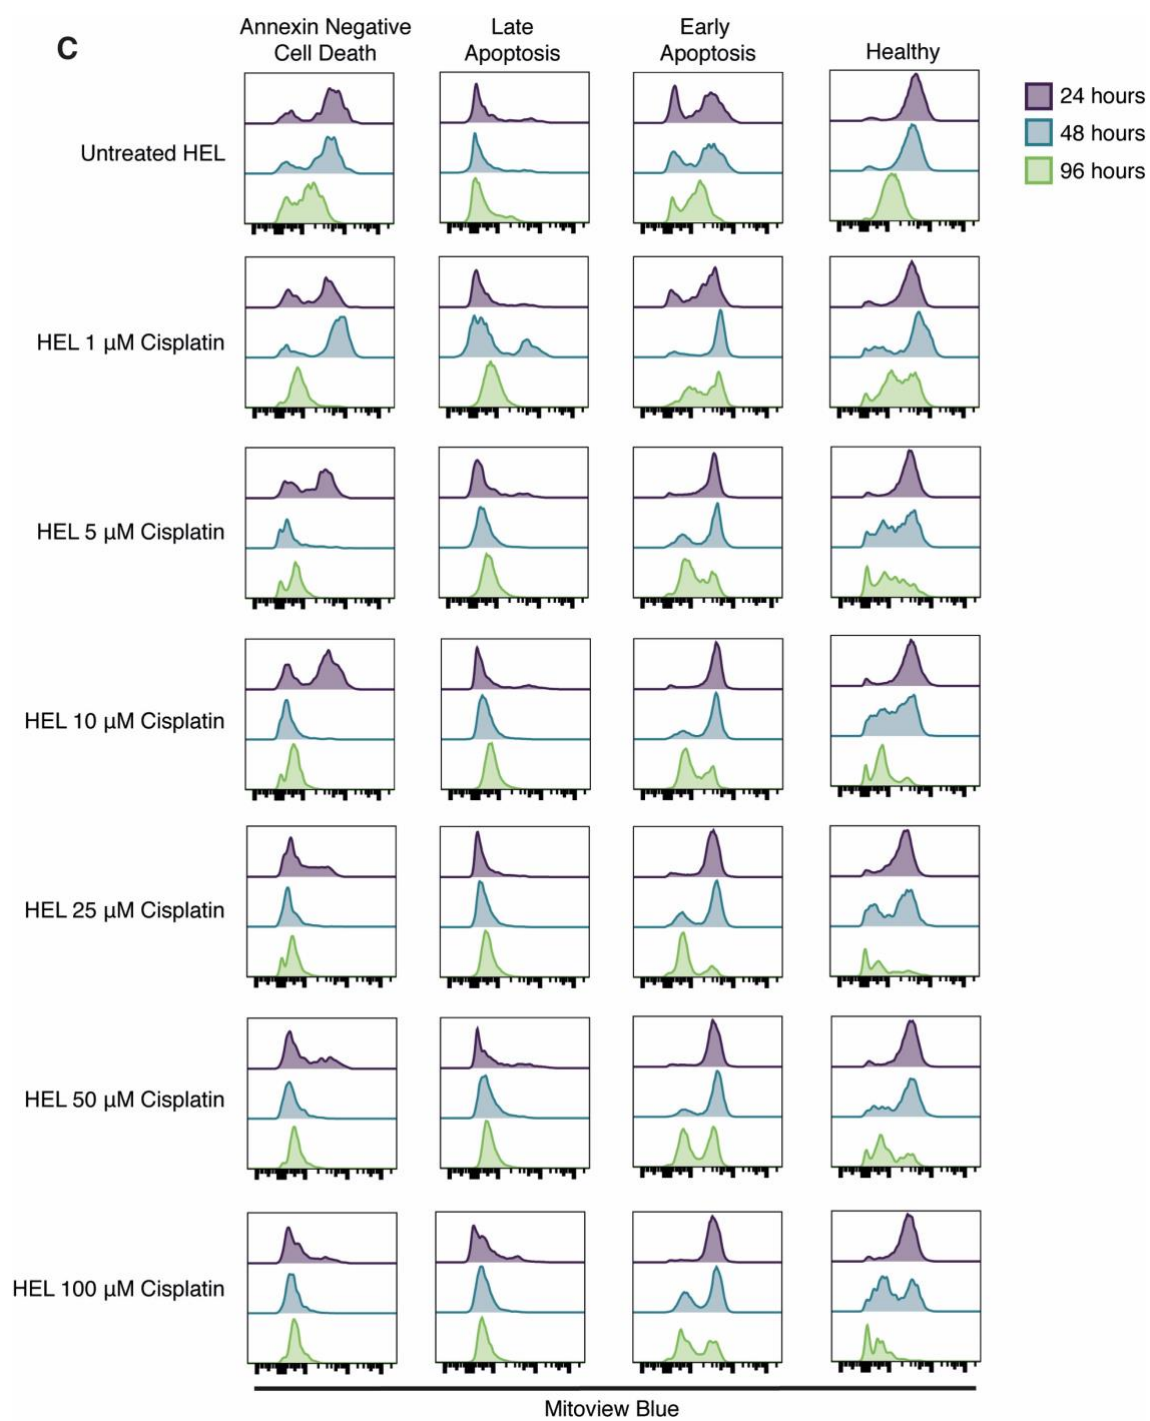 C
Annexin Negative
Cell Death
Late
Apoptosis
Early
Apoptosis
Healthy
24 hours
48 hours
96 hours
Untreated HEL
HEL 1 µM Cisplatin
HEL 5 µM Cisplatin
HEL 10 µM Cisplatin
HEL 25 µM Cisplatin
HEL 50 µM Cisplatin
HEL 100 µM Cisplatin
Mitoview Blue